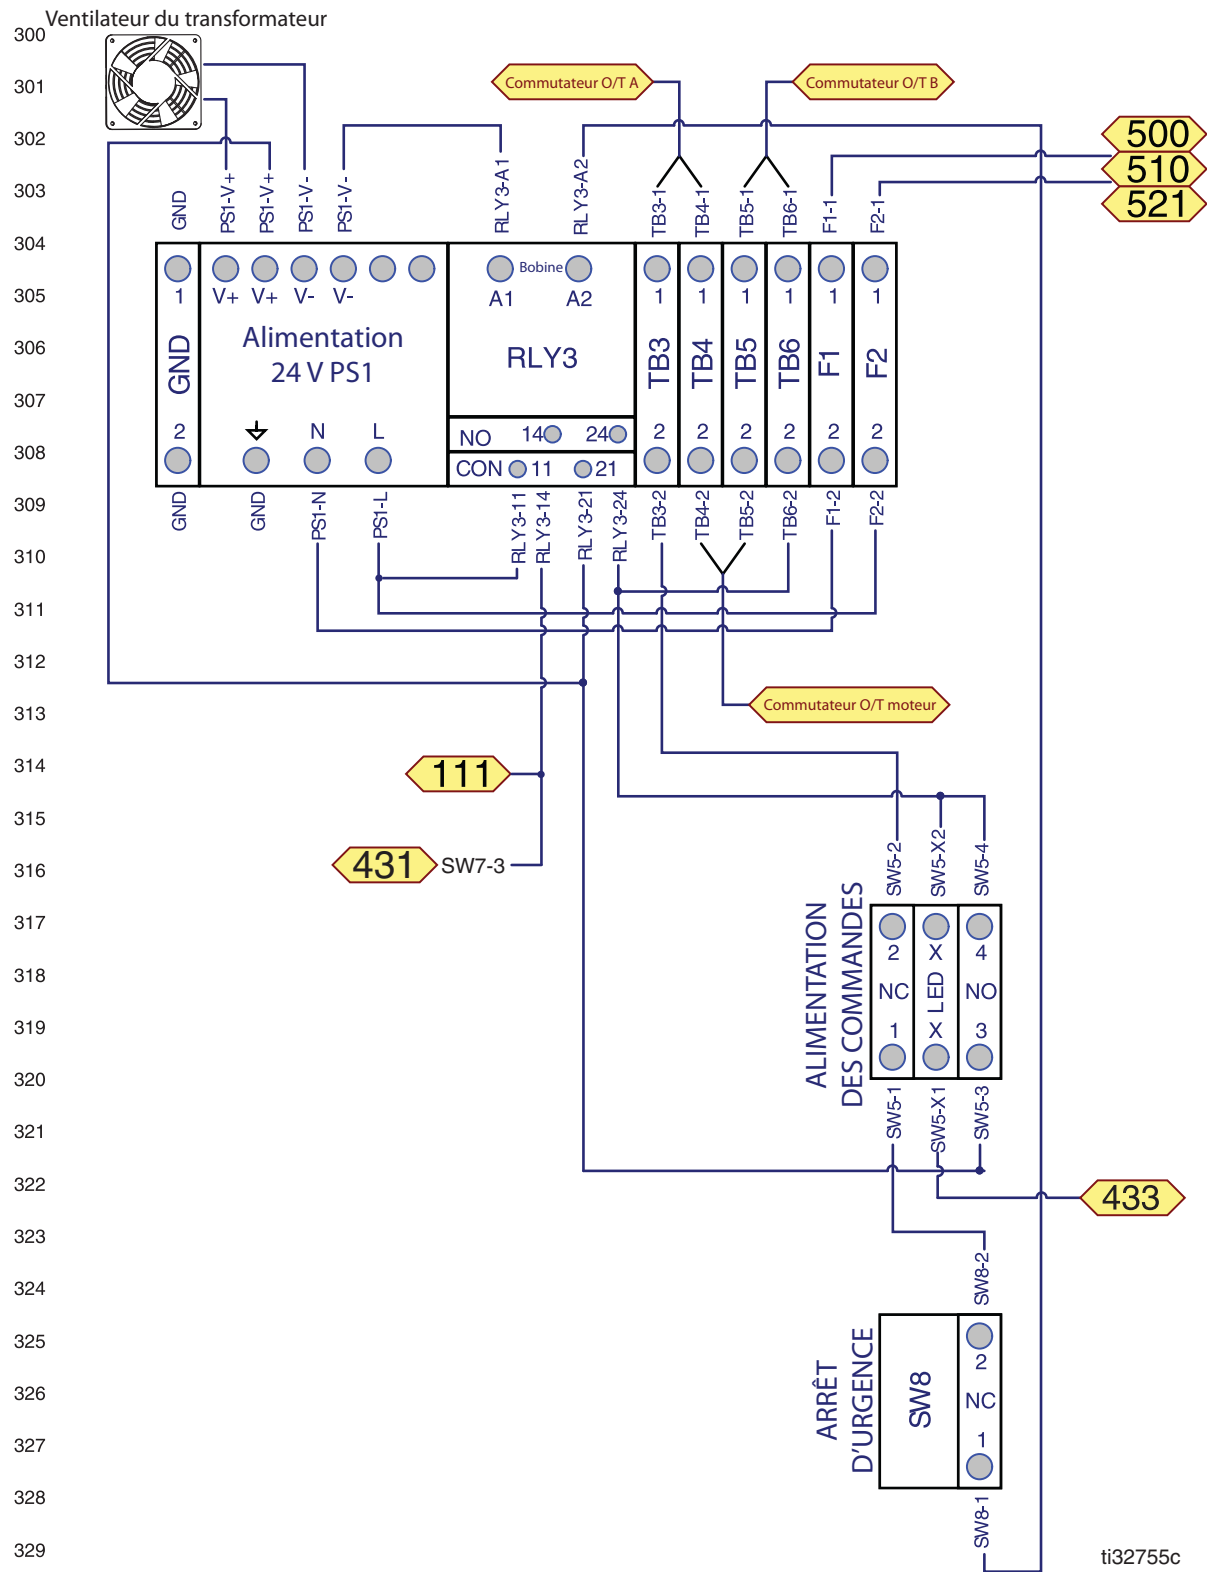 Ventilateur du transformateur
300
301
302
303
304
305
306
307
308
309
310
311
312
313
314
315
316
317
318
319
320
321
322
323
324
325
326
327
328
329
Commutateur O/T A
Commutateur O/T B
500
510
521
GND
PS1-V+
PS1-V+
PS1-V-
PS1-V-
RLY3-A1
RLY3-A2
TB3-1
TB4-1
TB5-1
TB6-1
F1-1
F2-1
1
V+
V+
V-
V-
A1
Bobine
A2
1
1
1
1
1
1
GND
Alimentation
24 V PS1
RLY3
TB3
TB4
TB5
TB6
F1
F2
2
N
L
NO
14
24
CON
11
21
2
2
2
2
2
2
GND
GND
PS1-N
PS1-L
RLY3-11
RLY3-14
RLY3-21
RLY3-24
TB3-2
TB4-2
TB5-2
TB6-2
F1-2
F2-2
Commutateur O/T moteur
111
431
SW7-3
SW5-2
SW5-X2
SW5-4
ALIMENTATION
DES COMMANDES
2
X
4
NC
LED
NO
1
X
3
SW5-1
SW5-X1
SW5-3
433
SW8-2
ARRÊT
D'URGENCE
SW8
2
NC
1
SW8-1
ti32755c